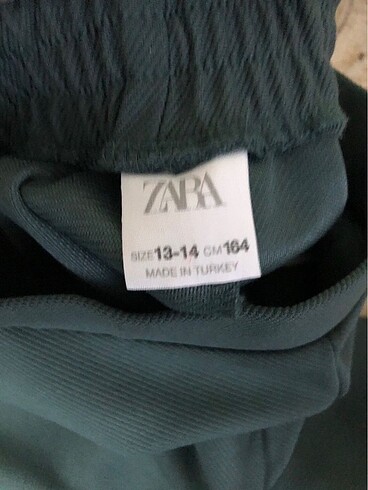 ZARA
SIZE 13-14 CM 164
MADE IN TURKEY